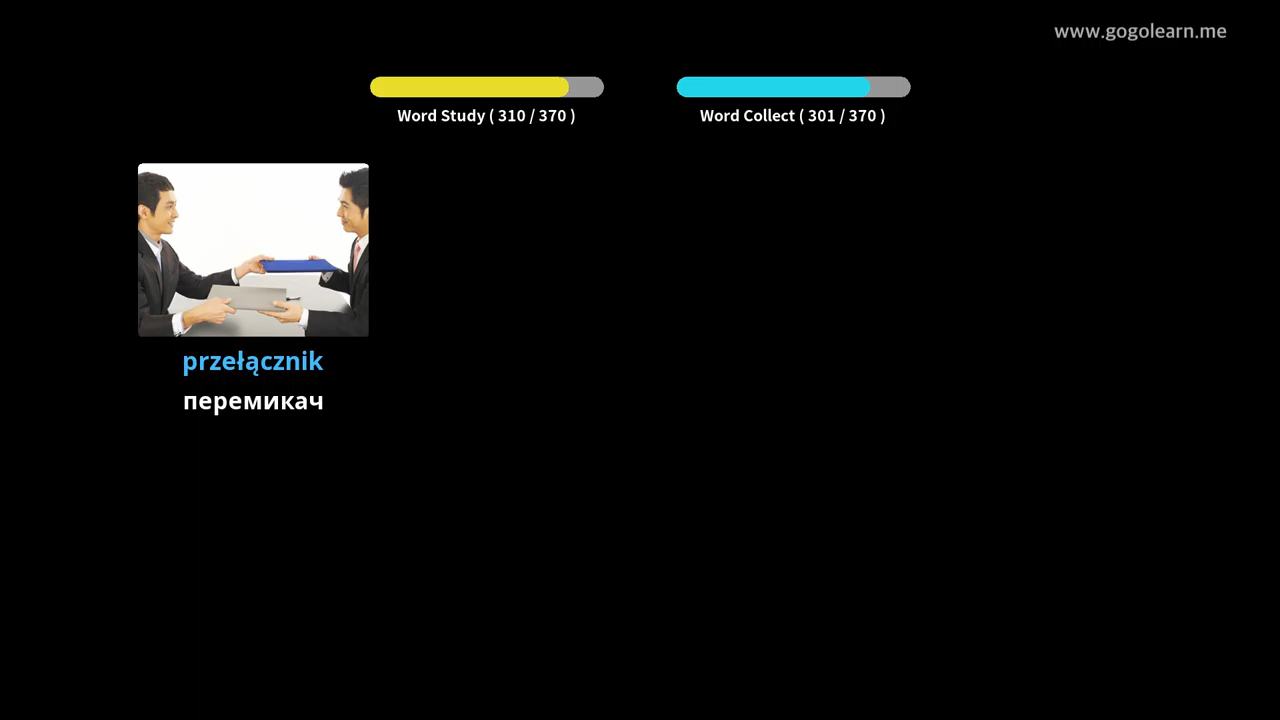 www.gogolearn.me
Word Study ( 310 / 370 )
Word Collect ( 301 / 370 )
przełącznik
перемикач